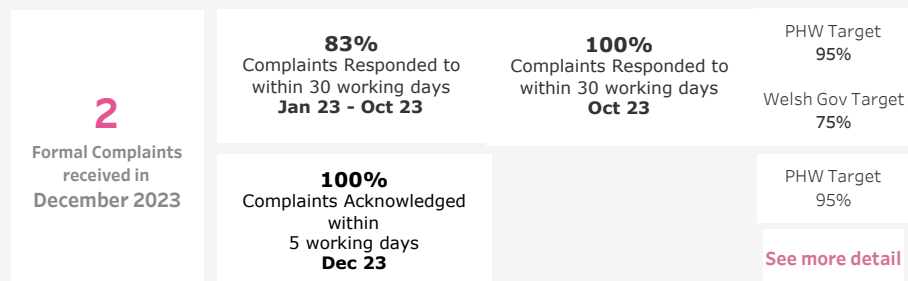 2
Formal Complaints
received in
December 2023
83%
Complaints Responded to
within 30 working days
Jan 23 - Oct 23
100%
Complaints Responded to
within 30 working days
Oct 23
PHW Target
95%
Welsh Gov Target
75%
100%
Complaints Acknowledged
within
5 working days
Dec 23
PHW Target
95%
See more detail